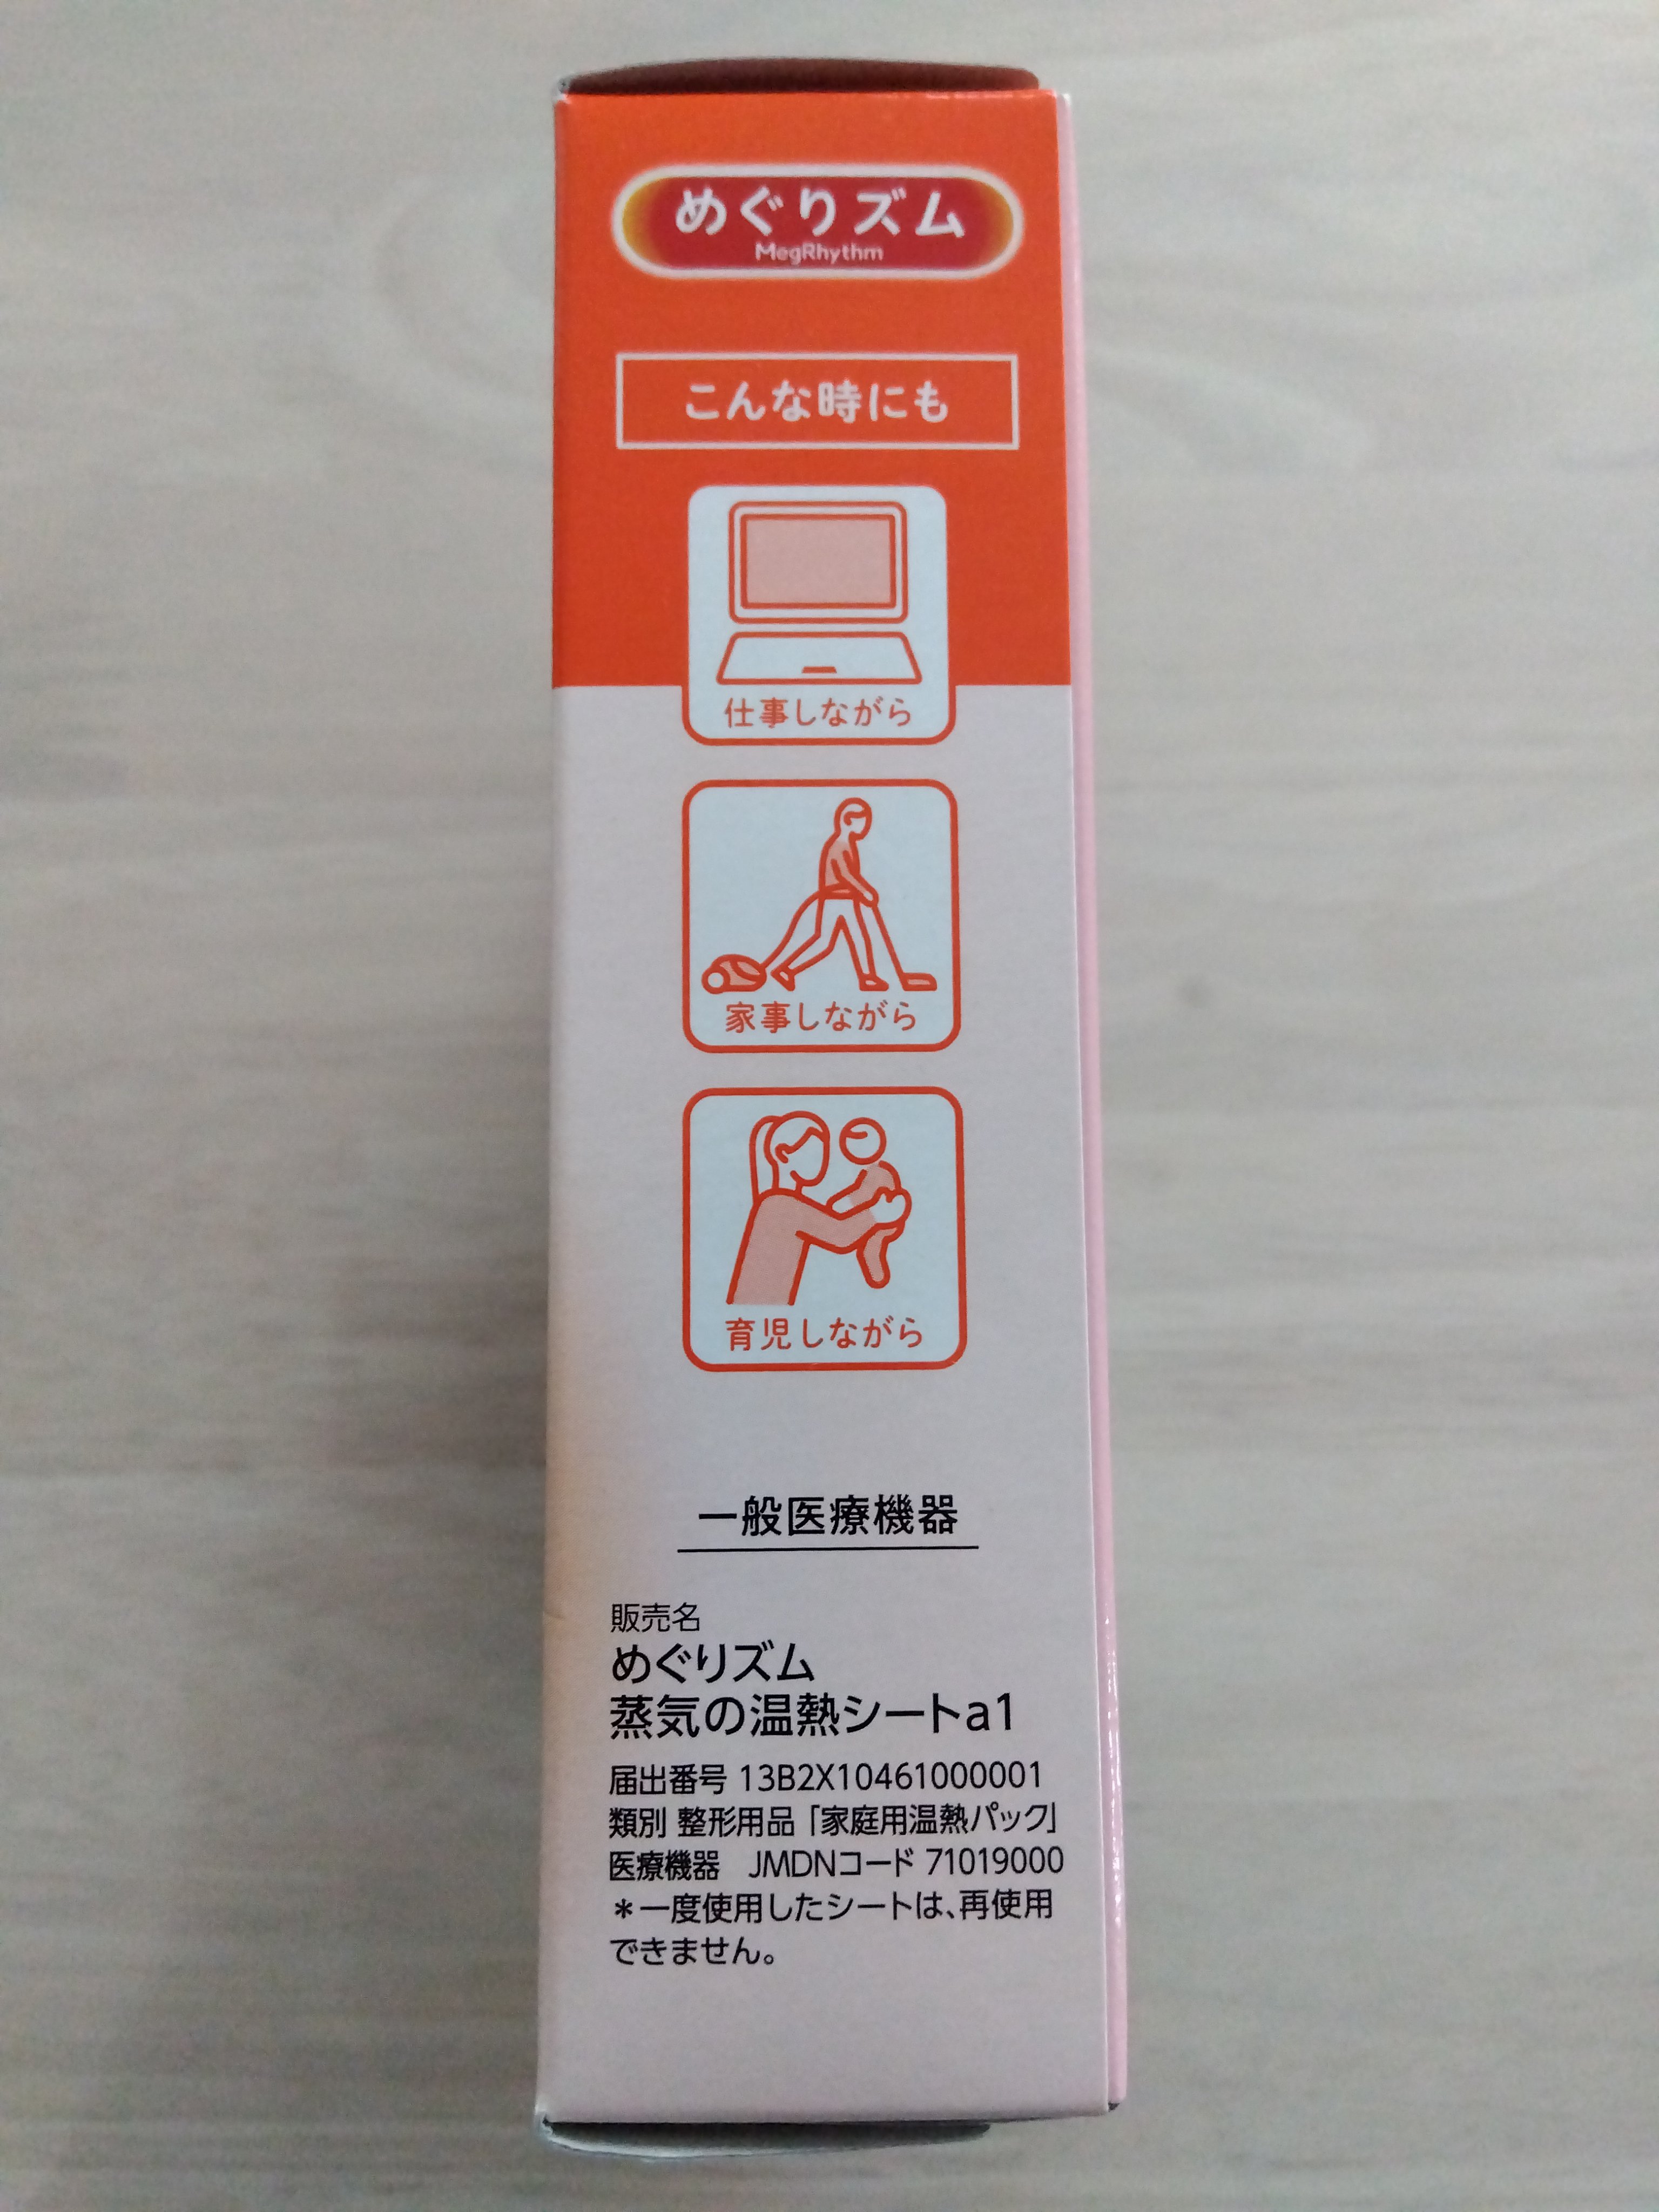 めぐりズム
MegRhythm
こんな時にも
仕事しながら
家事しながら
育児しながら
一般医療機器
販売名
めぐりズム
蒸気の温熱シートa1
届出番号 13B2X10461000001
類別 整形用品「家庭用温熱パック」
医療機器 JMDNコード 71019000
＊一度使用したシートは、再使用
できません。